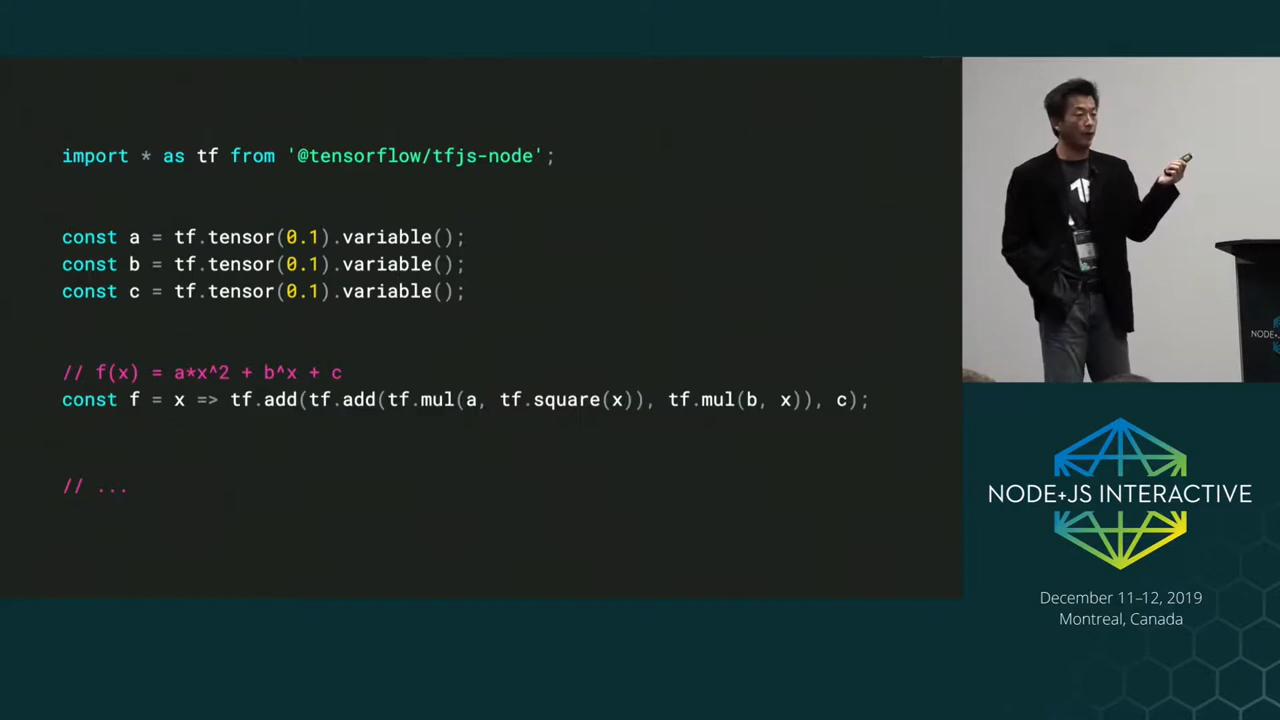 import * as tf from '@tensorflow/tfjs-node';
const a = tf.tensor(0.1).variable();
const b = tf.tensor(0.1).variable();
const c = tf.tensor(0.1).variable();
// f(x) = a*x^2 + b^x + c
const f = x => tf.add(tf.add(tf.mul(a, tf.square(x)), tf.mul(b, x)), c);
// ...
NODE+JS INTERACTIVE
December 11–12, 2019
Montreal, Canada